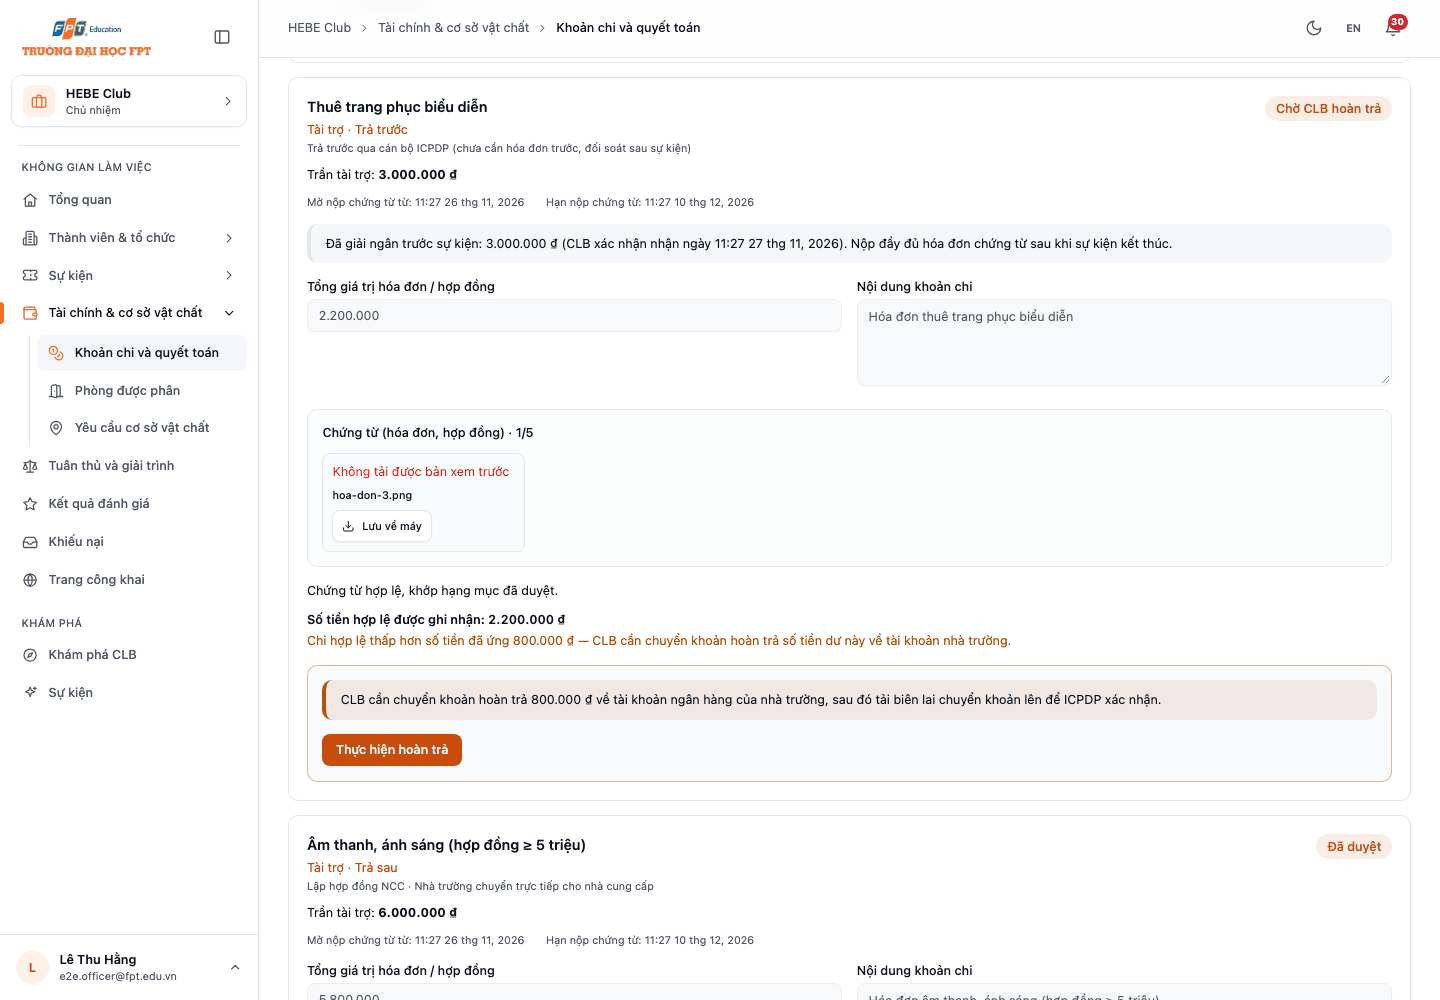 FPT Education
TRƯỜNG ĐẠI HỌC FPT
HEBE Club
Chủ nhiệm
KHÔNG GIAN LÀM VIỆC
Tổng quan
Thành viên & tổ chức
Sự kiện
Tài chính & cơ sở vật chất
Khoản chi và quyết toán
Phòng được phân
Yêu cầu cơ sở vật chất
Tuân thủ và giải trình
Kết quả đánh giá
Khiếu nại
Trang công khai
KHÁM PHÁ
Khám phá CLB
Sự kiện
L
Lê Thu Hằng
e2e.officer@fpt.edu.vn
HEBE Club > Tài chính & cơ sở vật chất > Khoản chi và quyết toán
EN
30
Thuê trang phục biểu diễn
Chờ CLB hoàn trả
Tài trợ · Trả trước
Trả trước qua cán bộ ICPDP (chưa cần hóa đơn trước, đối soát sau sự kiện)
Trần tài trợ: 3.000.000 ₫
Mở nộp chứng từ từ: 11:27 26 thg 11, 2026 Hạn nộp chứng từ: 11:27 10 thg 12, 2026
Đã giải ngân trước sự kiện: 3.000.000 ₫ (CLB xác nhận nhận ngày 11:27 27 thg 11, 2026). Nộp đầy đủ hóa đơn chứng từ sau khi sự kiện kết thúc.
Tổng giá trị hóa đơn / hợp đồng
2.200.000
Nội dung khoản chi
Hóa đơn thuê trang phục biểu diễn
Chứng từ (hóa đơn, hợp đồng) · 1/5
Không tải được bản xem trước
hoa-don-3.png
Lưu về máy
Chứng từ hợp lệ, khớp hạng mục đã duyệt.
Số tiền hợp lệ được ghi nhận: 2.200.000 ₫
Chi hợp lệ thấp hơn số tiền đã ứng 800.000 ₫ — CLB cần chuyển khoản hoàn trả số tiền dư này về tài khoản nhà trường.
CLB cần chuyển khoản hoàn trả 800.000 ₫ về tài khoản ngân hàng của nhà trường, sau đó tải biên lai chuyển khoản lên để ICPDP xác nhận.
Thực hiện hoàn trả
Âm thanh, ánh sáng (hợp đồng ≥ 5 triệu)
Đã duyệt
Tài trợ · Trả sau
Lập hợp đồng NCC · Nhà trường chuyển trực tiếp cho nhà cung cấp
Trần tài trợ: 6.000.000 ₫
Mở nộp chứng từ từ: 11:27 26 thg 11, 2026 Hạn nộp chứng từ: 11:27 10 thg 12, 2026
Tổng giá trị hóa đơn / hợp đồng
5.800.000
Nội dung khoản chi
Hóa đơn âm thanh, ánh sáng (hợp đồng ≥ 5 triệu)